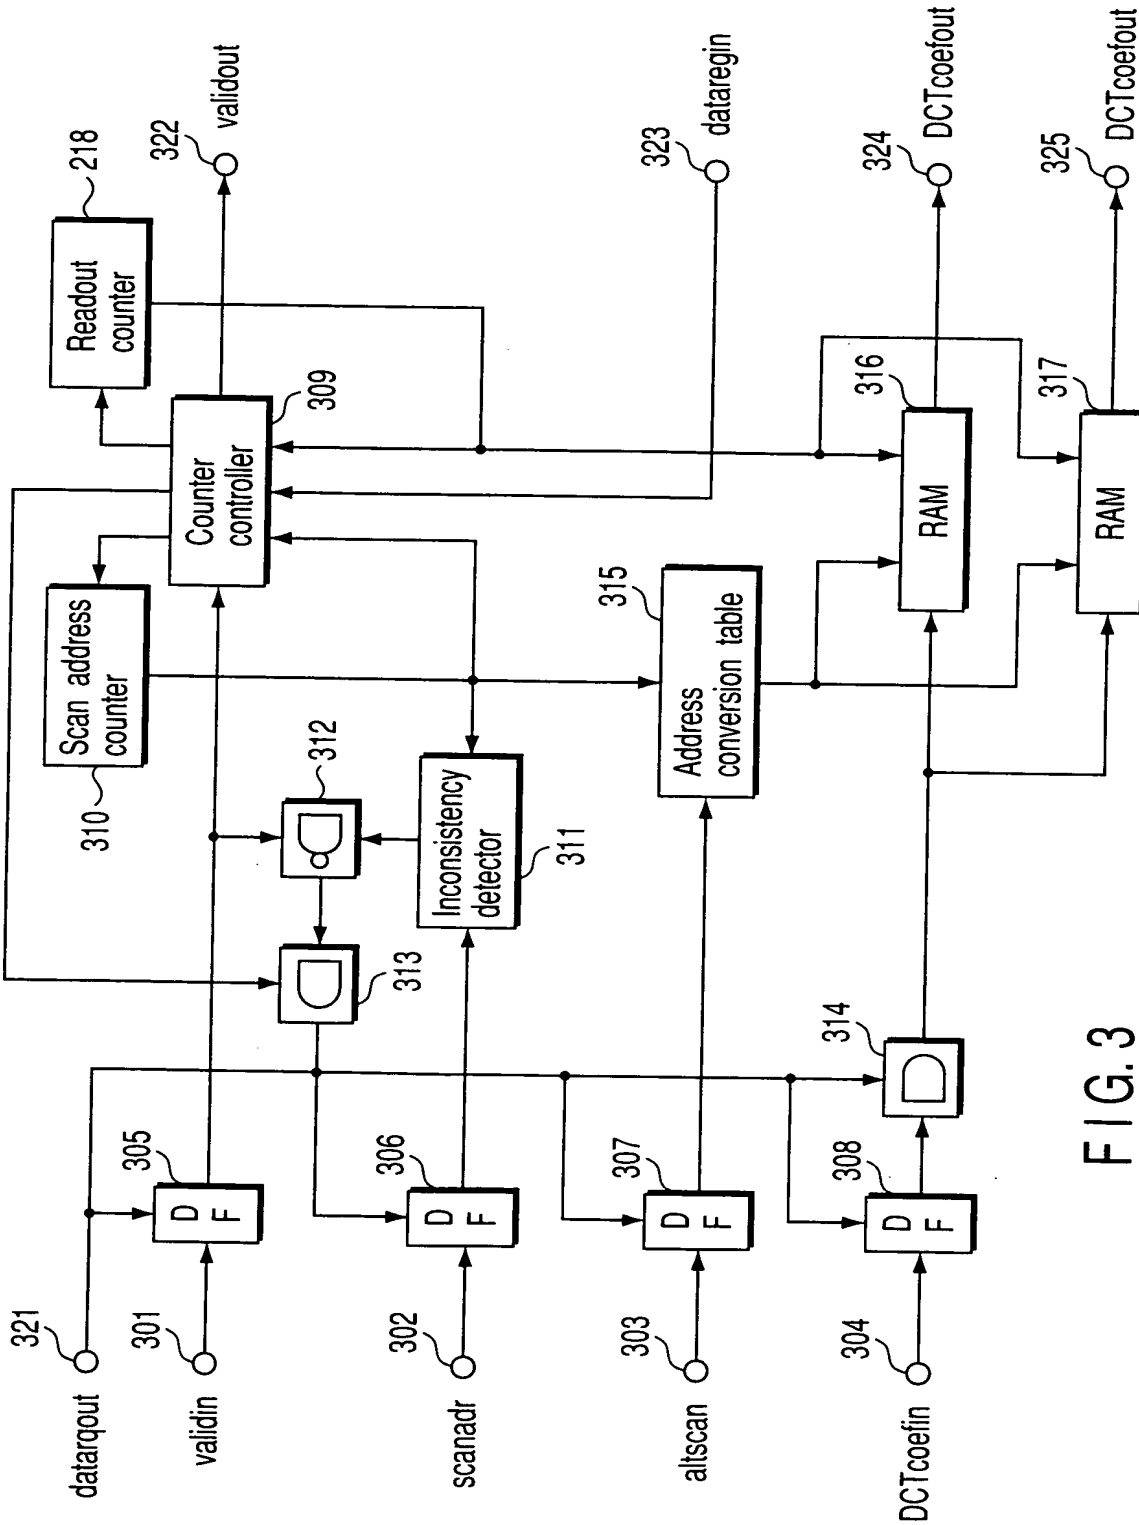 datarqout
321
validin
301
scanadr
302
altscan
303
DCTcoefin
304
D F
305
D F
306
D F
307
D F
308
Scan address
counter
310
Readout
counter
218
Counter
controller
309
validout
322
312
313
Inconsistency
detector
311
dataregin
323
Address
conversion table
315
314
RAM
316
DCTcoefout
324
RAM
317
DCTcoefout
325
FIG. 3